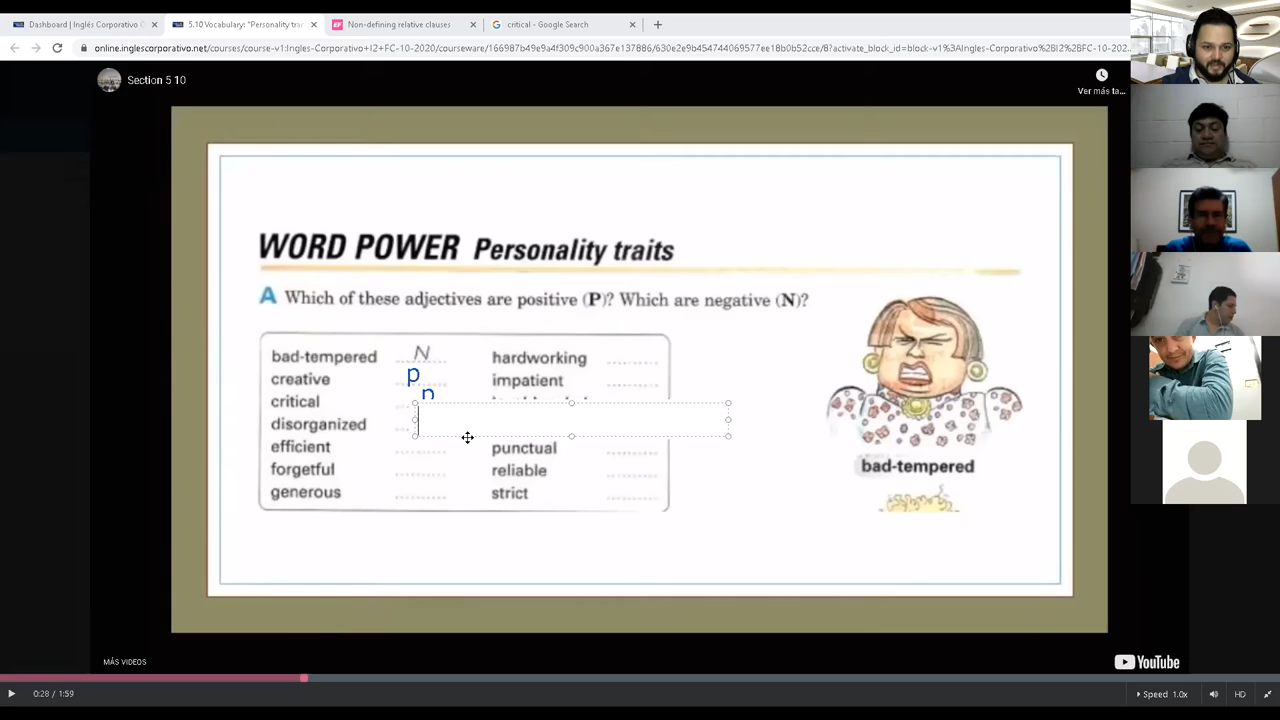 Dashboard | Inglés Corporativo
5.10 Vocabulary: "Personality trai
Non-defining relative clauses
critical - Google Search
Section 5 10
Ver más ta...
WORD POWER Personality traits
A Which of these adjectives are positive (P)? Which are negative (N)?
bad-tempered N hardworking
creative p impatient
critical n
disorganized
efficient punctual
forgetful reliable
generous strict
bad-tempered
MÁS VIDEOS
YouTube
0:28 / 1:59
Speed 1.0x
HD